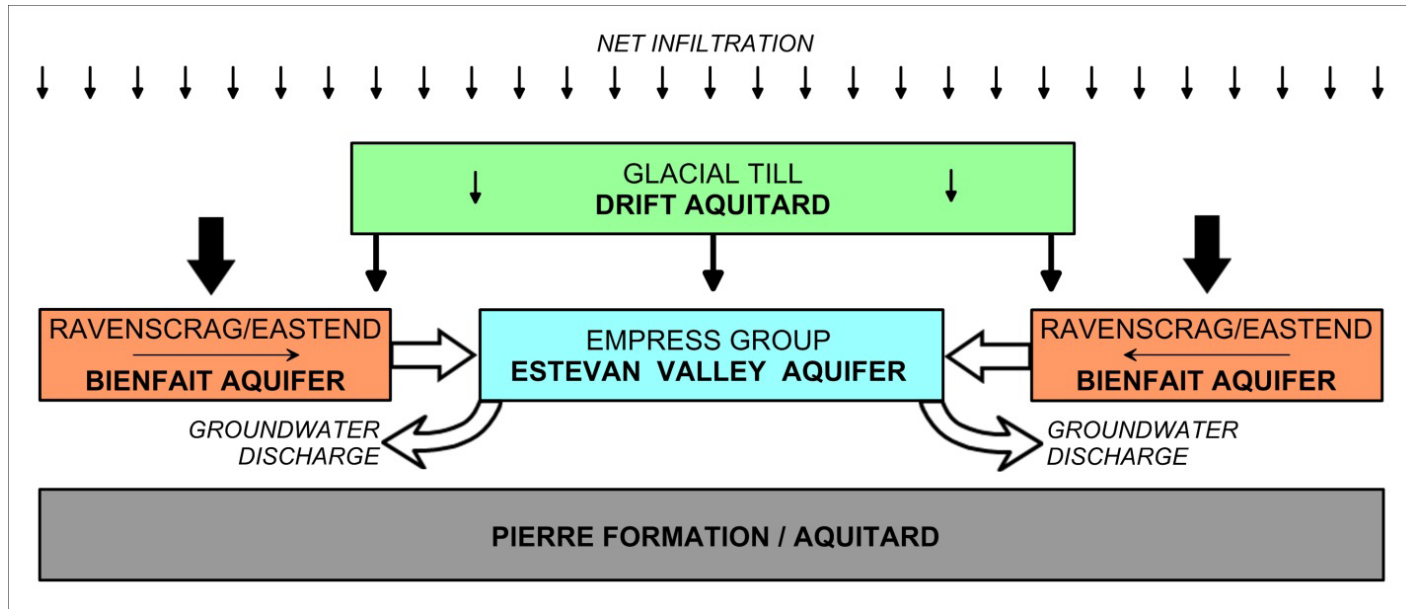 NET INFILTRATION
GLACIAL TILL
DRIFT AQUITARD
RAVENSCRAG/EASTEND
BIENFAIT AQUIFER
EMPRESS GROUP
ESTEVAN VALLEY AQUIFER
RAVENSCRAG/EASTEND
BIENFAIT AQUIFER
GROUNDWATER
DISCHARGE
GROUNDWATER
DISCHARGE
PIERRE FORMATION / AQUITARD